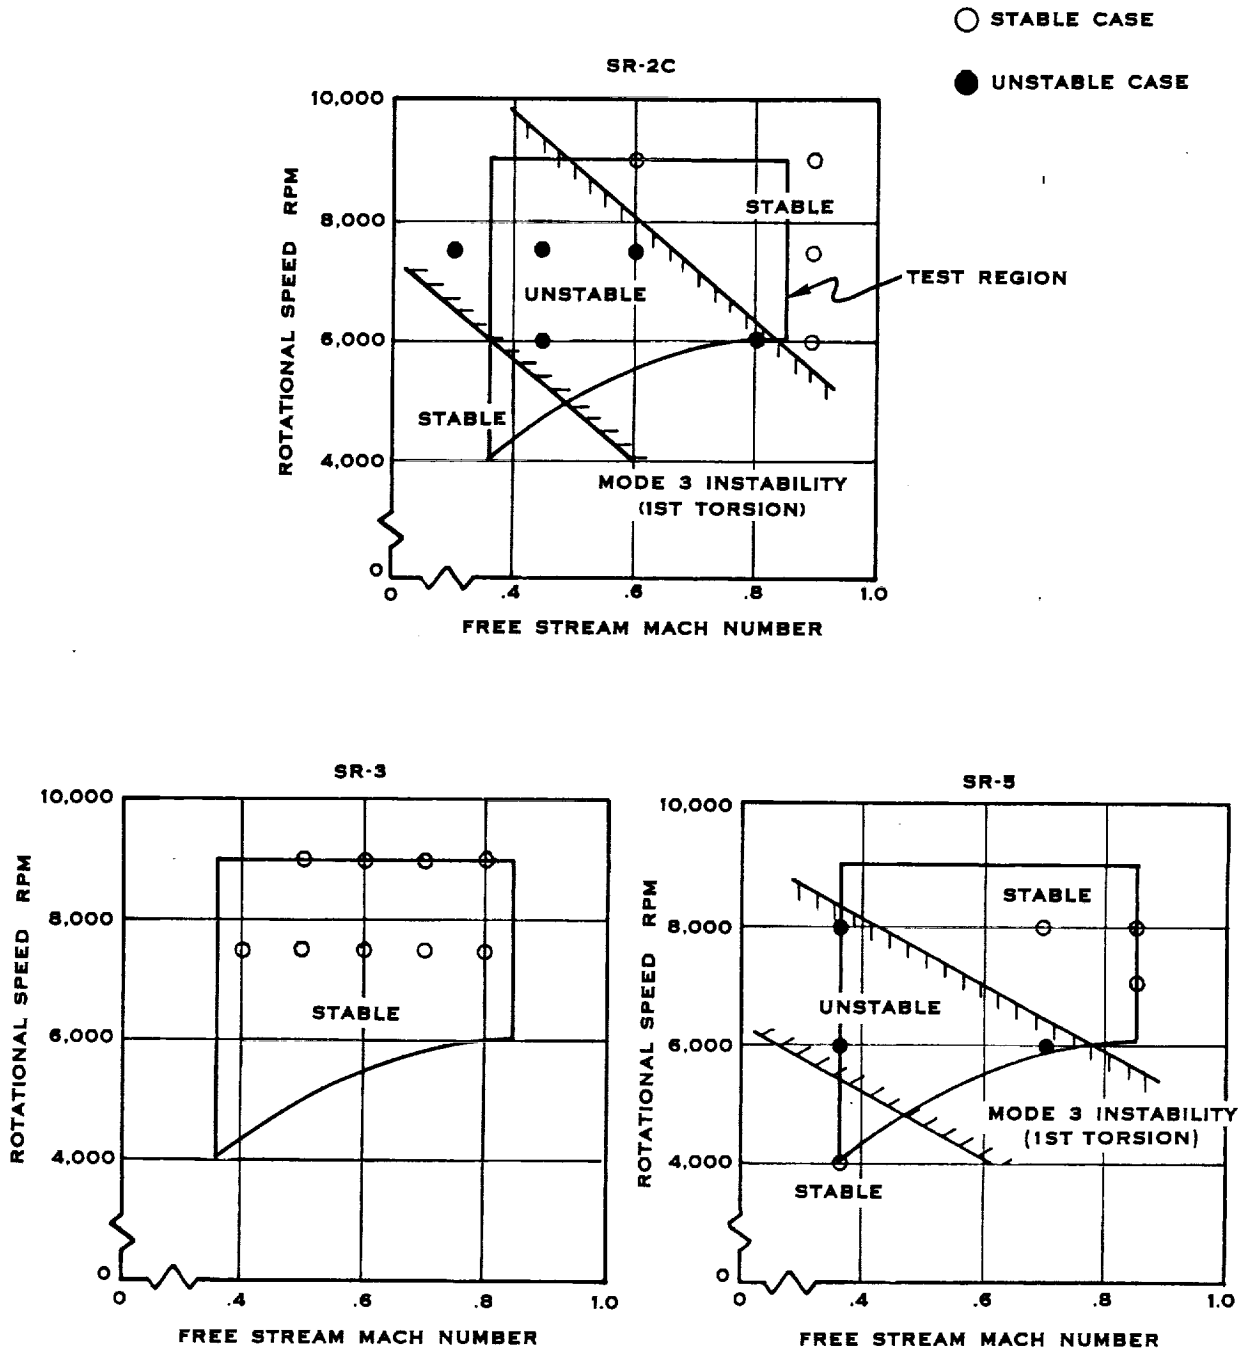 STABLE CASE
UNSTABLE CASE
SR-2C
10,000
8,000
6,000
4,000
0
ROTATIONAL SPEED RPM
STABLE
UNSTABLE
TEST REGION
STABLE
MODE 3 INSTABILITY
(1ST TORSION)
0 .4 .6 .8 1.0
FREE STREAM MACH NUMBER
SR-3
10,000
8,000
6,000
4,000
0
ROTATIONAL SPEED RPM
STABLE
0 .4 .6 .8 1.0
FREE STREAM MACH NUMBER
SR-5
10,000
8,000
6,000
4,000
0
ROTATIONAL SPEED RPM
STABLE
UNSTABLE
MODE 3 INSTABILITY
(1ST TORSION)
STABLE
0 .4 .6 .8 1.0
FREE STREAM MACH NUMBER